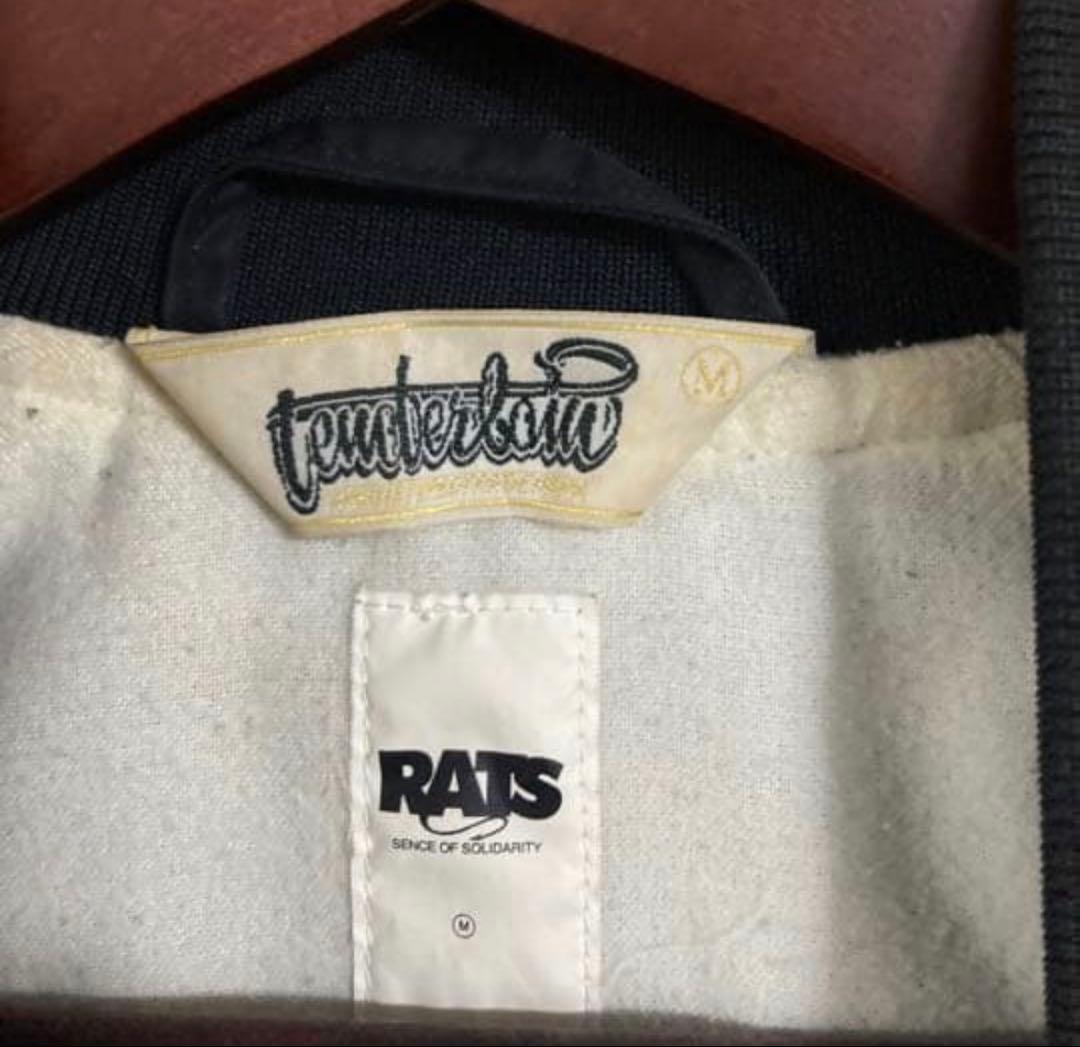 tenderloin
M
RATS
SENCE OF SOLIDARITY
M